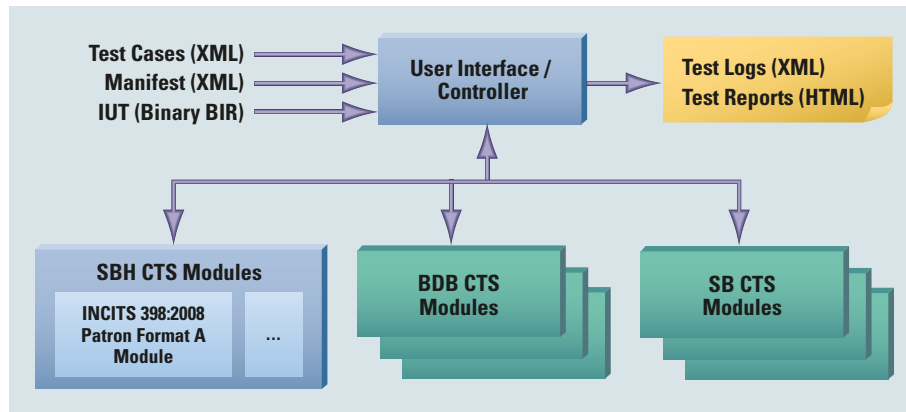 Test Cases (XML)
Manifest (XML)
IUT (Binary BIR)
User Interface /
Controller
Test Logs (XML)
Test Reports (HTML)
SBH CTS Modules
INCITS 398:2008
Patron Format A
Module
...
BDB CTS
Modules
SB CTS
Modules